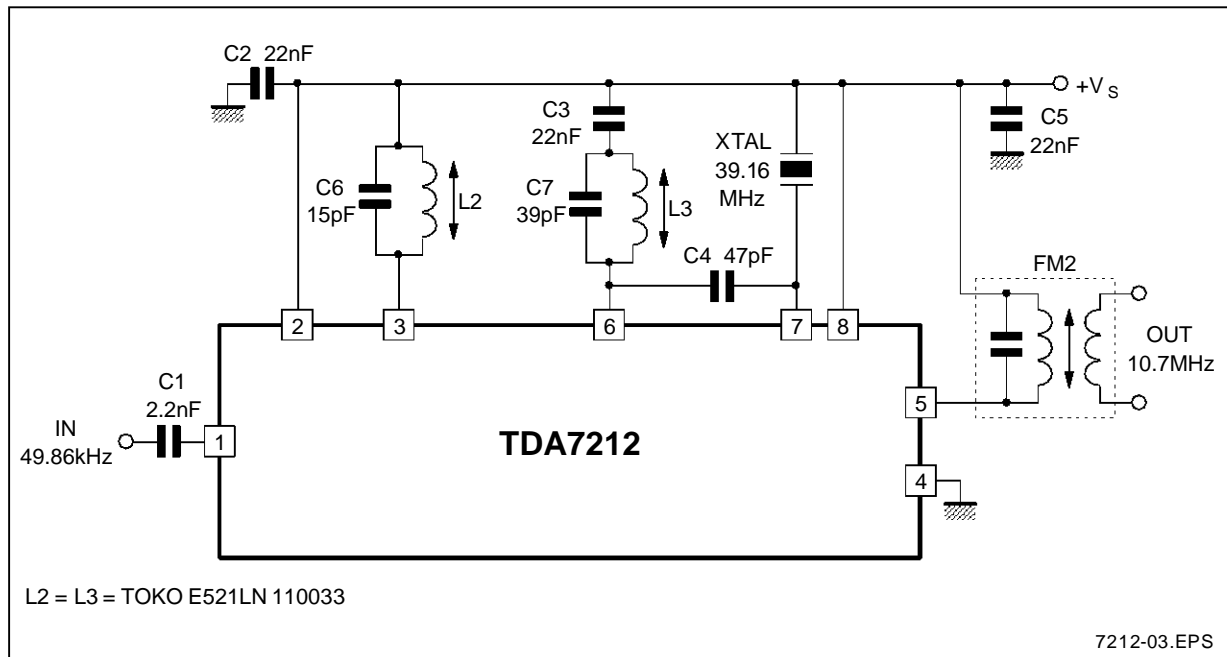 C2 22nF
+VS
C3
22nF
XTAL
39.16
MHz
C5
22nF
C6
15pF
L2
C7
39pF
L3
C4 47pF
FM2
2
3
6
7
8
OUT
10.7MHz
C1
2.2nF
5
IN
49.86kHz
1
TDA7212
4
L2 = L3 = TOKO E521LN 110033
7212-03.EPS